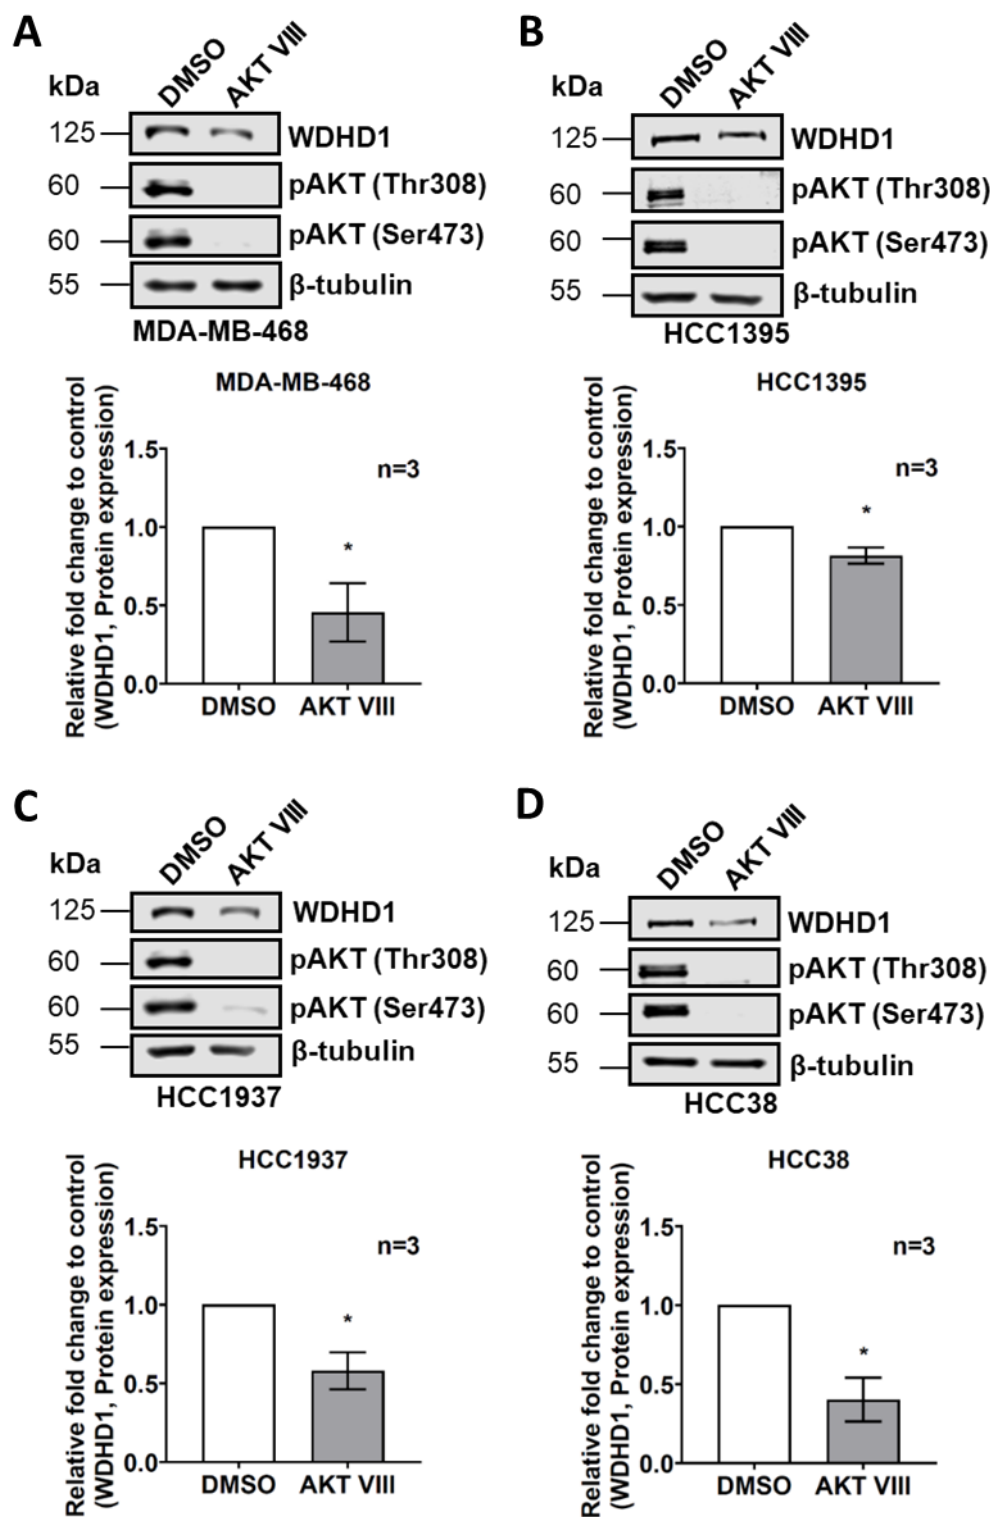 A
DMSO
AKT VIII
kDa
125
WDHD1
60
pAKT (Thr308)
60
pAKT (Ser473)
55
β-tubulin
MDA-MB-468
MDA-MB-468
Relative fold change to control
(WDHD1, Protein expression)
1.5
1.0
0.5
0.0
n=3
*
DMSO
AKT VIII
B
DMSO
AKT VIII
kDa
125
WDHD1
60
pAKT (Thr308)
60
pAKT (Ser473)
55
β-tubulin
HCC1395
HCC1395
Relative fold change to control
(WDHD1, Protein expression)
1.5
1.0
0.5
0.0
n=3
*
DMSO
AKT VIII
C
DMSO
AKT VIII
kDa
125
WDHD1
60
pAKT (Thr308)
60
pAKT (Ser473)
55
β-tubulin
HCC1937
HCC1937
Relative fold change to control
(WDHD1, Protein expression)
1.5
1.0
0.5
0.0
n=3
*
DMSO
AKT VIII
D
DMSO
AKT VIII
kDa
125
WDHD1
60
pAKT (Thr308)
60
pAKT (Ser473)
55
β-tubulin
HCC38
HCC38
Relative fold change to control
(WDHD1, Protein expression)
1.5
1.0
0.5
0.0
n=3
*
DMSO
AKT VIII